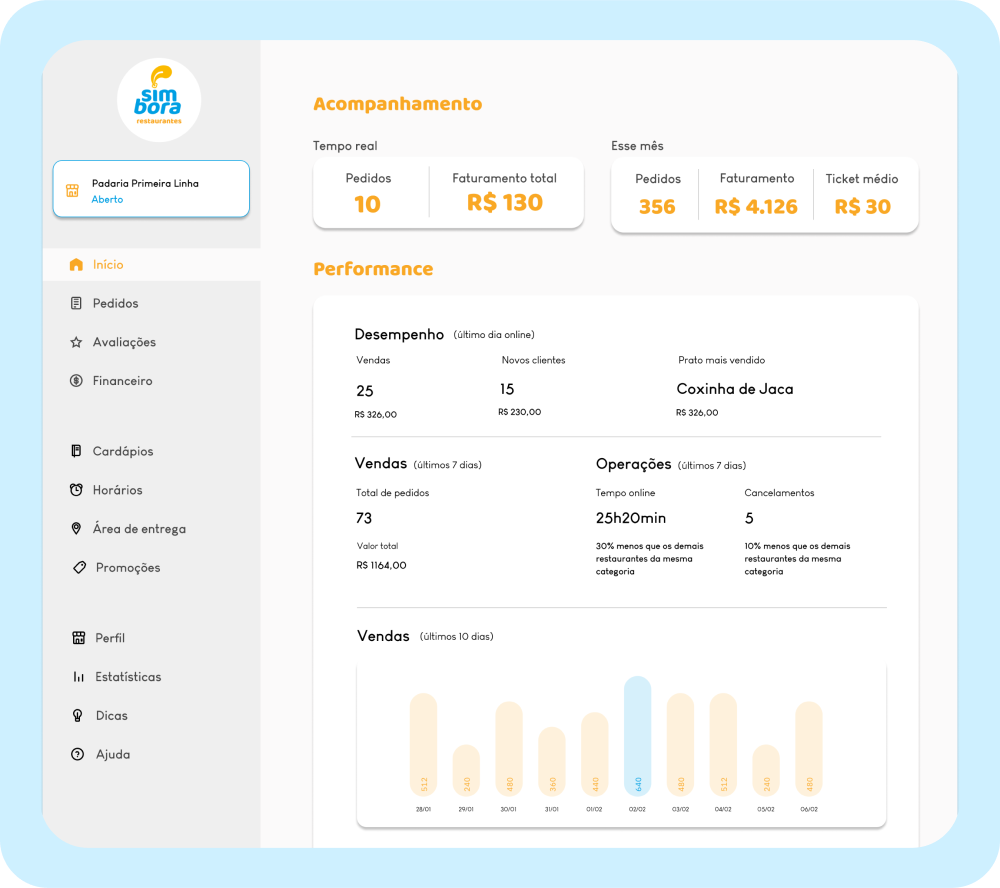 sim
bora
restaurantes
Padaria Primeira Linha
Aberto
Início
Pedidos
Avaliações
Financeiro
Cardápios
Horários
Área de entrega
Promoções
Perfil
Estatísticas
Dicas
Ajuda
Acompanhamento
Tempo real
Pedidos
10
Faturamento total
R$ 130
Esse mês
Pedidos
356
Faturamento
R$ 4.126
Ticket médio
R$ 30
Performance
Desempenho (último dia online)
Vendas
25
R$ 326,00
Novos clientes
15
R$ 230,00
Prato mais vendido
Coxinha de Jaca
R$ 326,00
Vendas (últimos 7 dias)
Total de pedidos
73
Valor total
R$ 1164,00
Operações (últimos 7 dias)
Tempo online
25h20min
30% menos que os demais
restaurantes da mesma
categoria
Cancelamentos
5
10% menos que os demais
restaurantes da mesma
categoria
Vendas (últimos 10 dias)
512 240 480 360 440 640 480 512 240 480
28/01 29/01 30/01 31/01 01/02 02/02 03/02 04/02 05/02 06/02